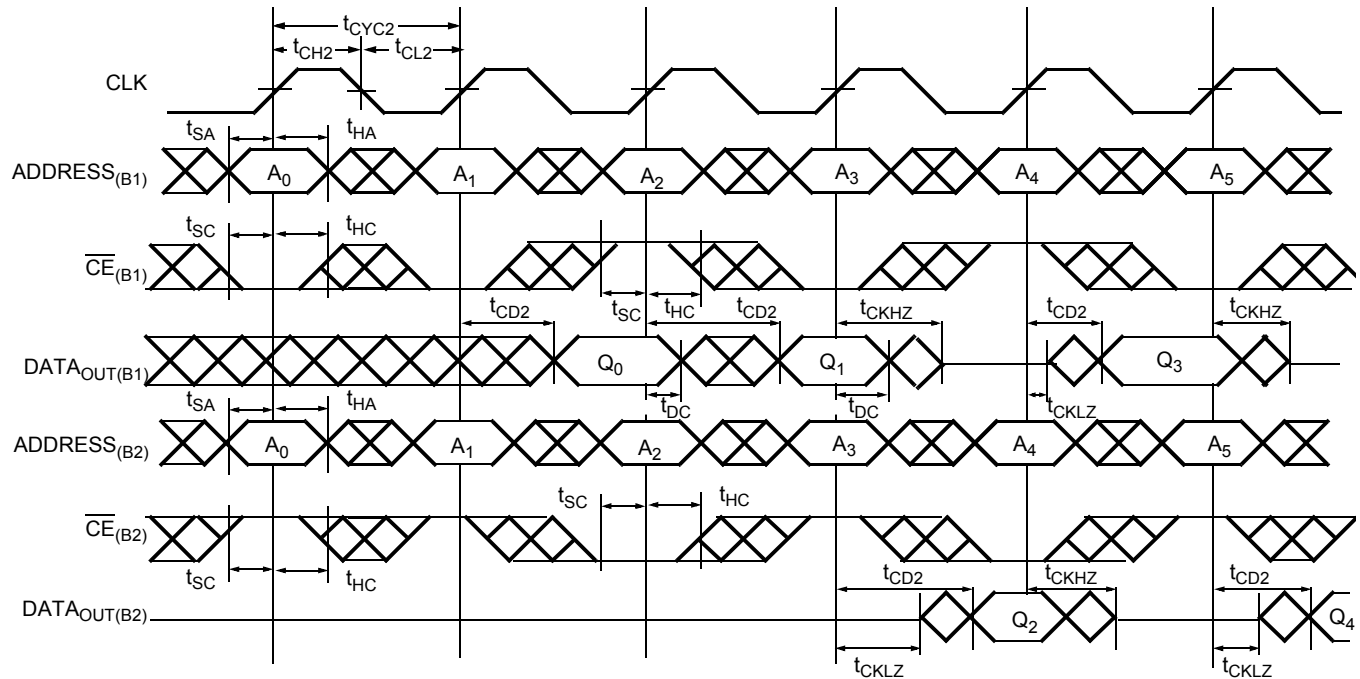 tCYC2
tCH2 tCL2
CLK
tSA tHA
ADDRESS(B1) A0 A1 A2 A3 A4 A5
tSC tHC
CE(B1)
tCD2 tSC tHC tCD2 tCKHZ tCD2 tCKHZ
DATAOUT(B1) Q0 Q1 Q3
tSA tHA tDC tDC tCKLZ
ADDRESS(B2) A0 A1 A2 A3 A4 A5
tSC tHC
CE(B2)
tSC tHC tCD2 tCKHZ tCD2
DATAOUT(B2) Q2 Q4
tCKLZ tCKLZ